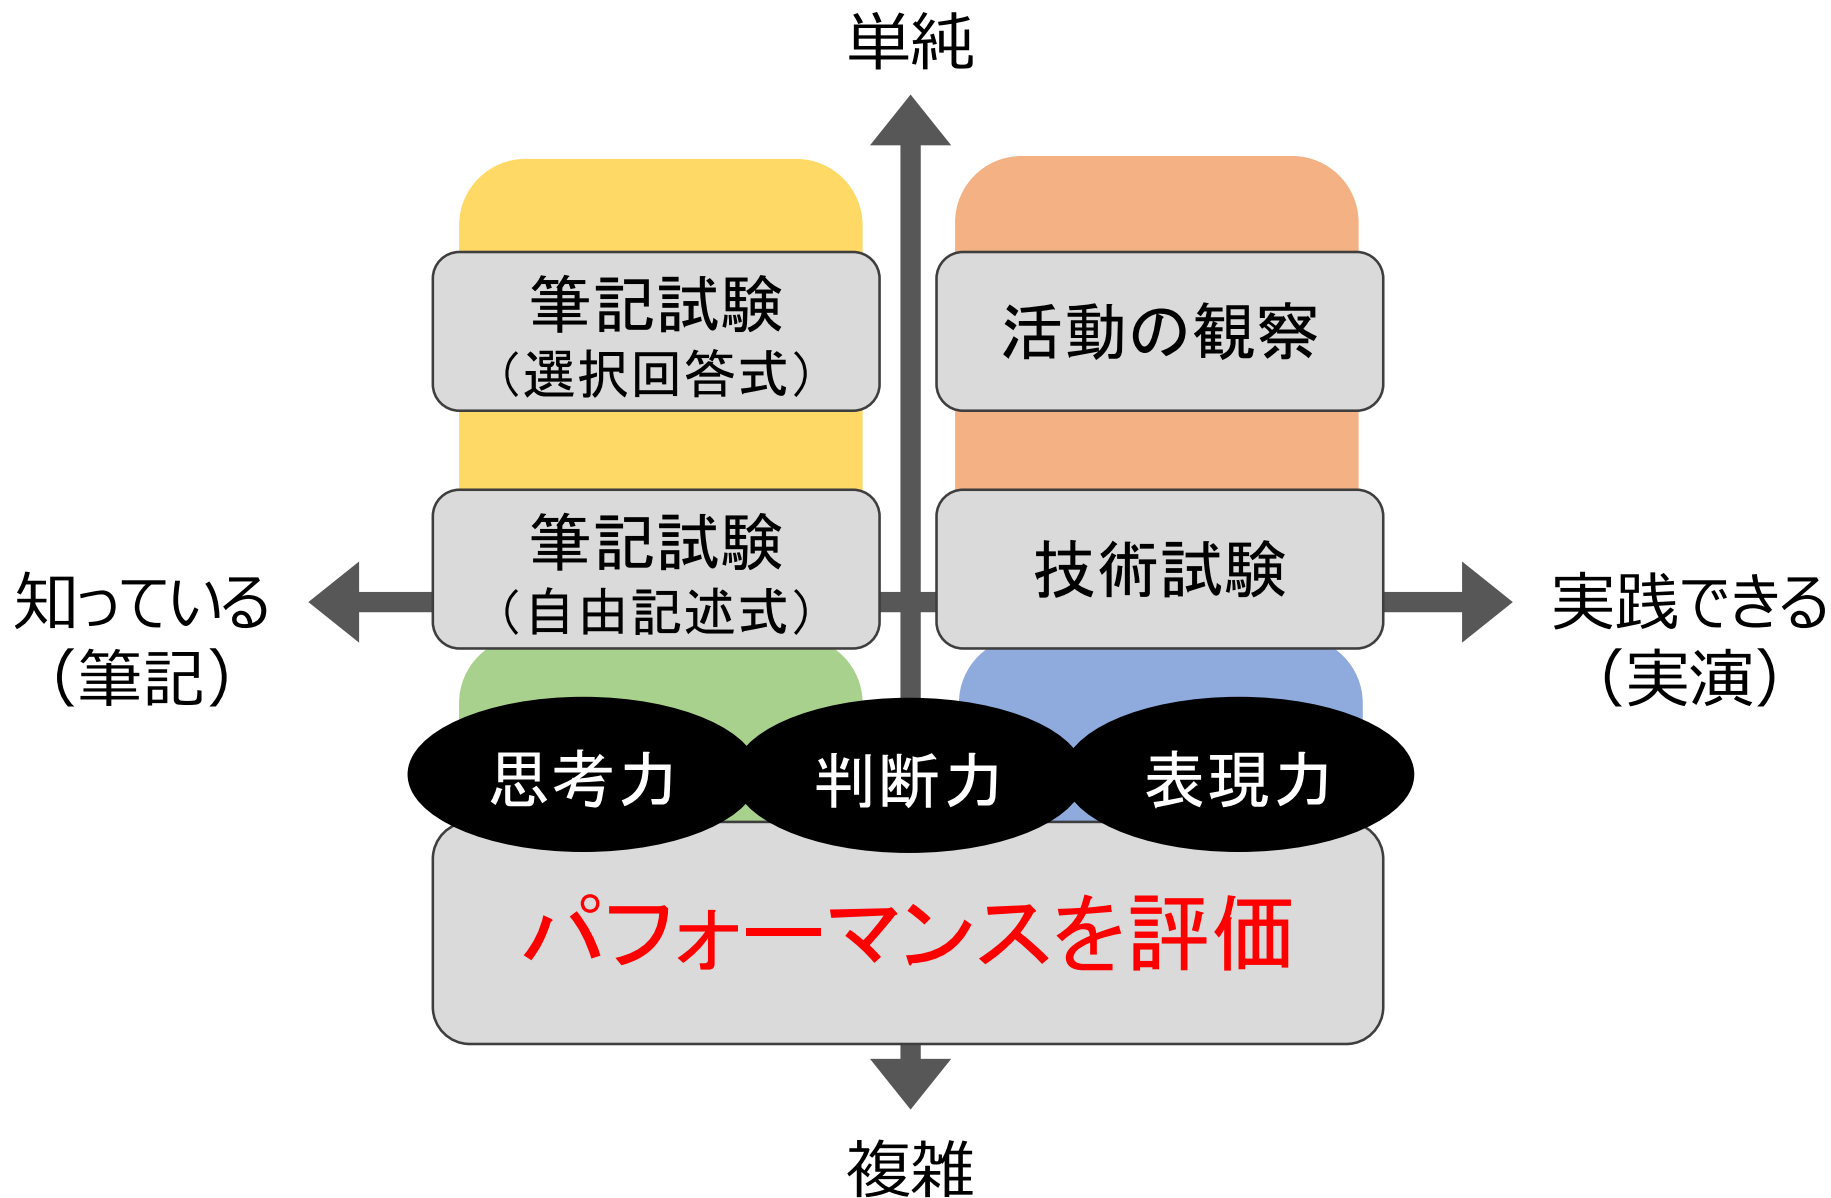 単純
筆記試験
（選択回答式）
活動の観察
筆記試験
（自由記述式）
技術試験
知っている
（筆記）
実践できる
（実演）
思考力
判断力
表現力
パフォーマンスを評価
複雑